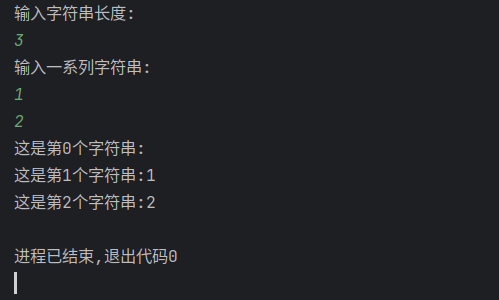 输入字符串长度:
3
输入一系列字符串:
1
2
这是第0个字符串:
这是第1个字符串:1
这是第2个字符串:2
进程已结束,退出代码0